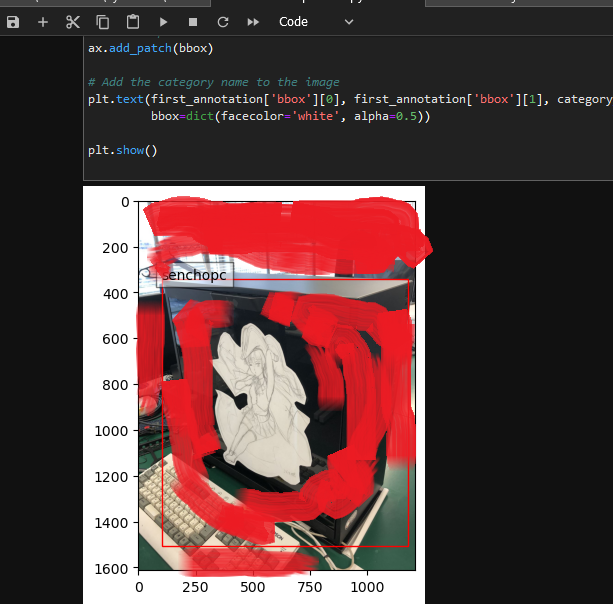 Code
ax.add_patch(bbox)
# Add the category name to the image
plt.text(first_annotation['bbox'][0], first_annotation['bbox'][1], category
bbox=dict(facecolor='white', alpha=0.5))
plt.show()
0
200
senchopc
400
600
800
1000
1200
1400
1600
0
250
500
750
1000